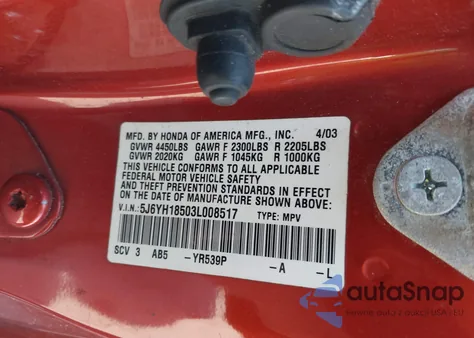 MFD. BY HONDA OF AMERICA MFG., INC. 4/03
GVWR 4450LBS GAWR F 2300LBS R 2205LBS
GVWR 2020KG GAWR F 1045KG R 1000KG
THIS VEHICLE CONFORMS TO ALL APPLICABLE
FEDERAL MOTOR VEHICLE SAFETY
AND THEFT PREVENTION STANDARDS IN EFFECT
ON THE DATE OF MANUFACTURE SHOWN ABOVE.
V.I.N.: 5J6YH18503L008517 TYPE: MPV
SCV 3 AB5 -YR539P -A -L
autoSnap